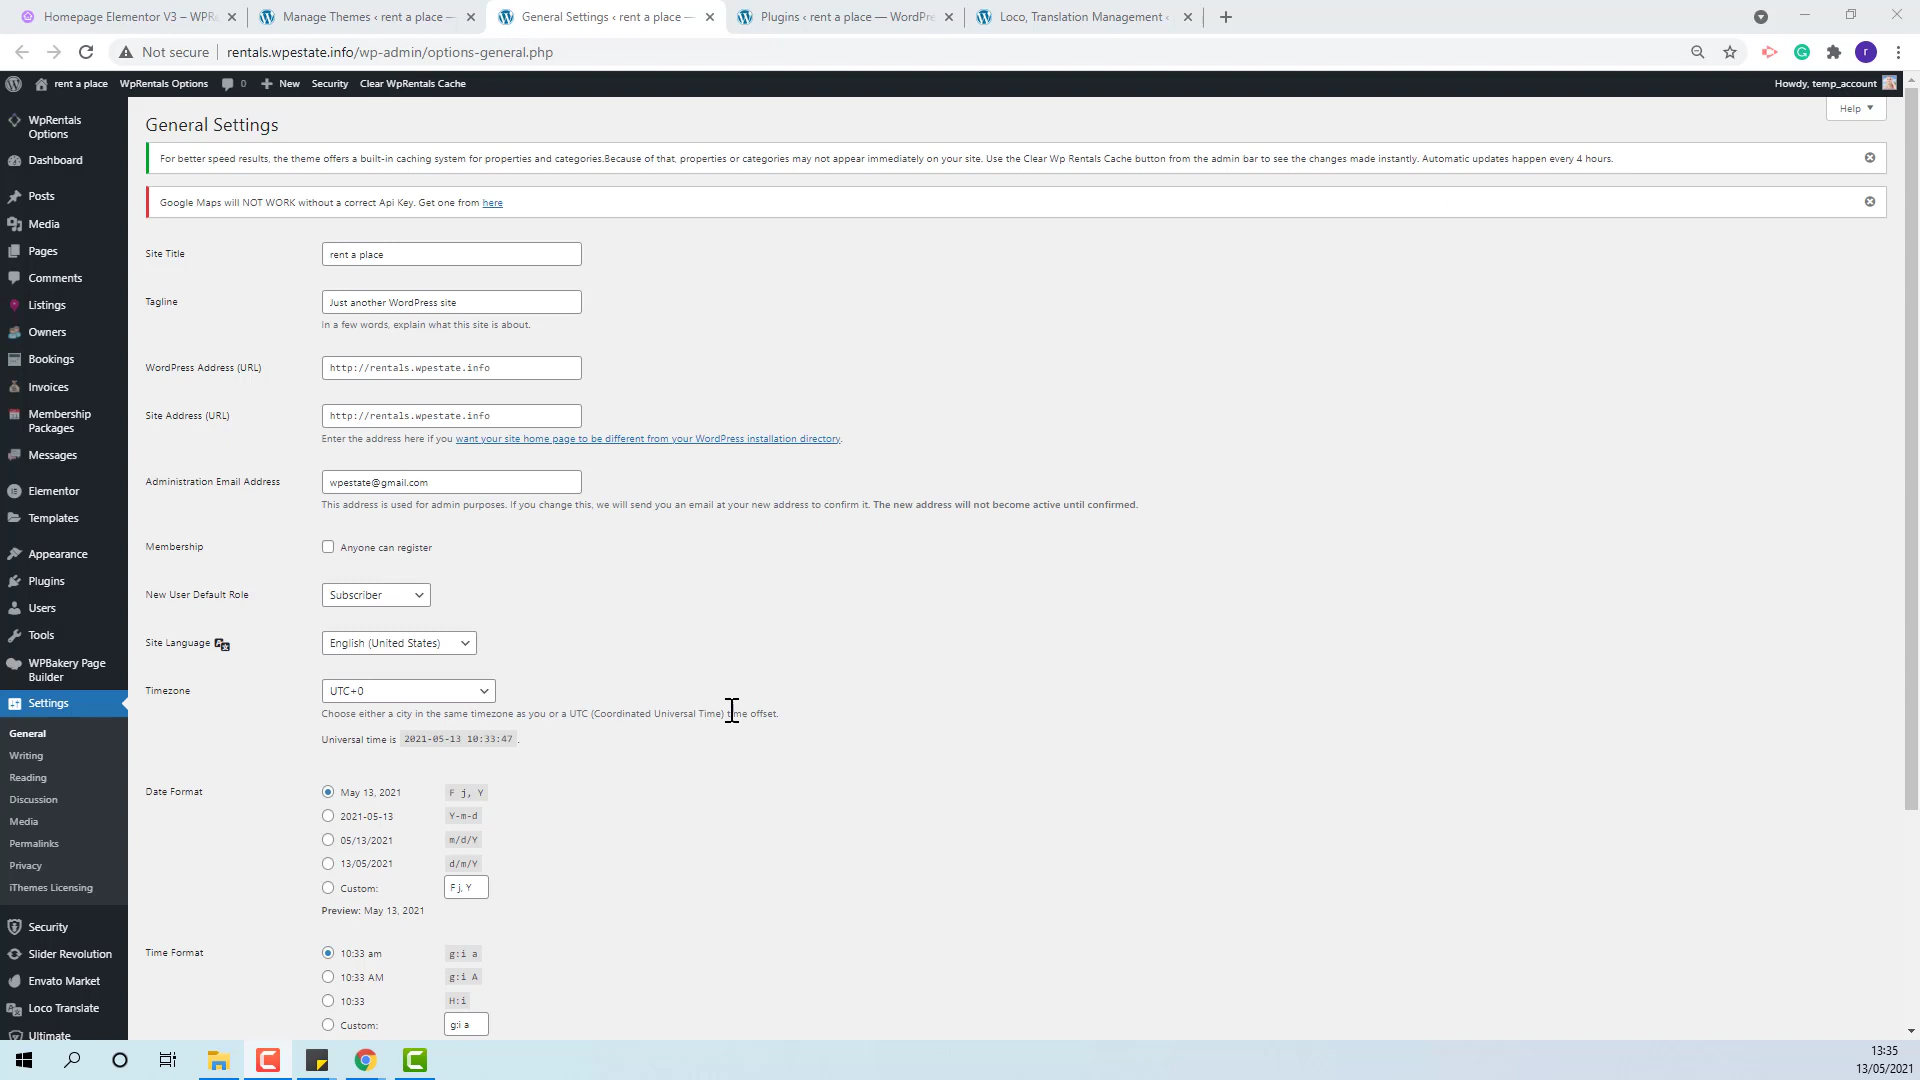 Homepage Elementor V3 – WPRe
Manage Themes ‹ rent a place —
General Settings ‹ rent a place —
Plugins ‹ rent a place — WordPre
Loco, Translation Management ‹
Not secure
rentals.wpestate.info/wp-admin/options-general.php
r
rent a place
WpRentals Options
0
New
Security
Clear WpRentals Cache
Howdy, temp_account
WpRentals Options
Dashboard
Posts
Media
Pages
Comments
Listings
Owners
Bookings
Invoices
Membership Packages
Messages
Elementor
Templates
Appearance
Plugins
Users
Tools
WPBakery Page Builder
Settings
General
Writing
Reading
Discussion
Media
Permalinks
Privacy
iThemes Licensing
Security
Slider Revolution
Envato Market
Loco Translate
Ultimate
Help
General Settings
For better speed results, the theme offers a built-in caching system for properties and categories.Because of that, properties or categories may not appear immediately on your site. Use the Clear Wp Rentals Cache button from the admin bar to see the changes made instantly. Automatic updates happen every 4 hours.
Google Maps will NOT WORK without a correct Api Key. Get one from here
Site Title
rent a place
Tagline
Just another WordPress site
In a few words, explain what this site is about.
WordPress Address (URL)
http://rentals.wpestate.info
Site Address (URL)
http://rentals.wpestate.info
Enter the address here if you want your site home page to be different from your WordPress installation directory.
Administration Email Address
wpestate@gmail.com
This address is used for admin purposes. If you change this, we will send you an email at your new address to confirm it. The new address will not become active until confirmed.
Membership
Anyone can register
New User Default Role
Subscriber
Site Language
English (United States)
Timezone
UTC+0
Choose either a city in the same timezone as you or a UTC (Coordinated Universal Time) time offset.
Universal time is 2021-05-13 10:33:47 .
Date Format
May 13, 2021 F j, Y
2021-05-13 Y-m-d
05/13/2021 m/d/Y
13/05/2021 d/m/Y
Custom: F j, Y
Preview: May 13, 2021
Time Format
10:33 am g:i a
10:33 AM g:i A
10:33 H:i
Custom: g:i a
13:35
13/05/2021